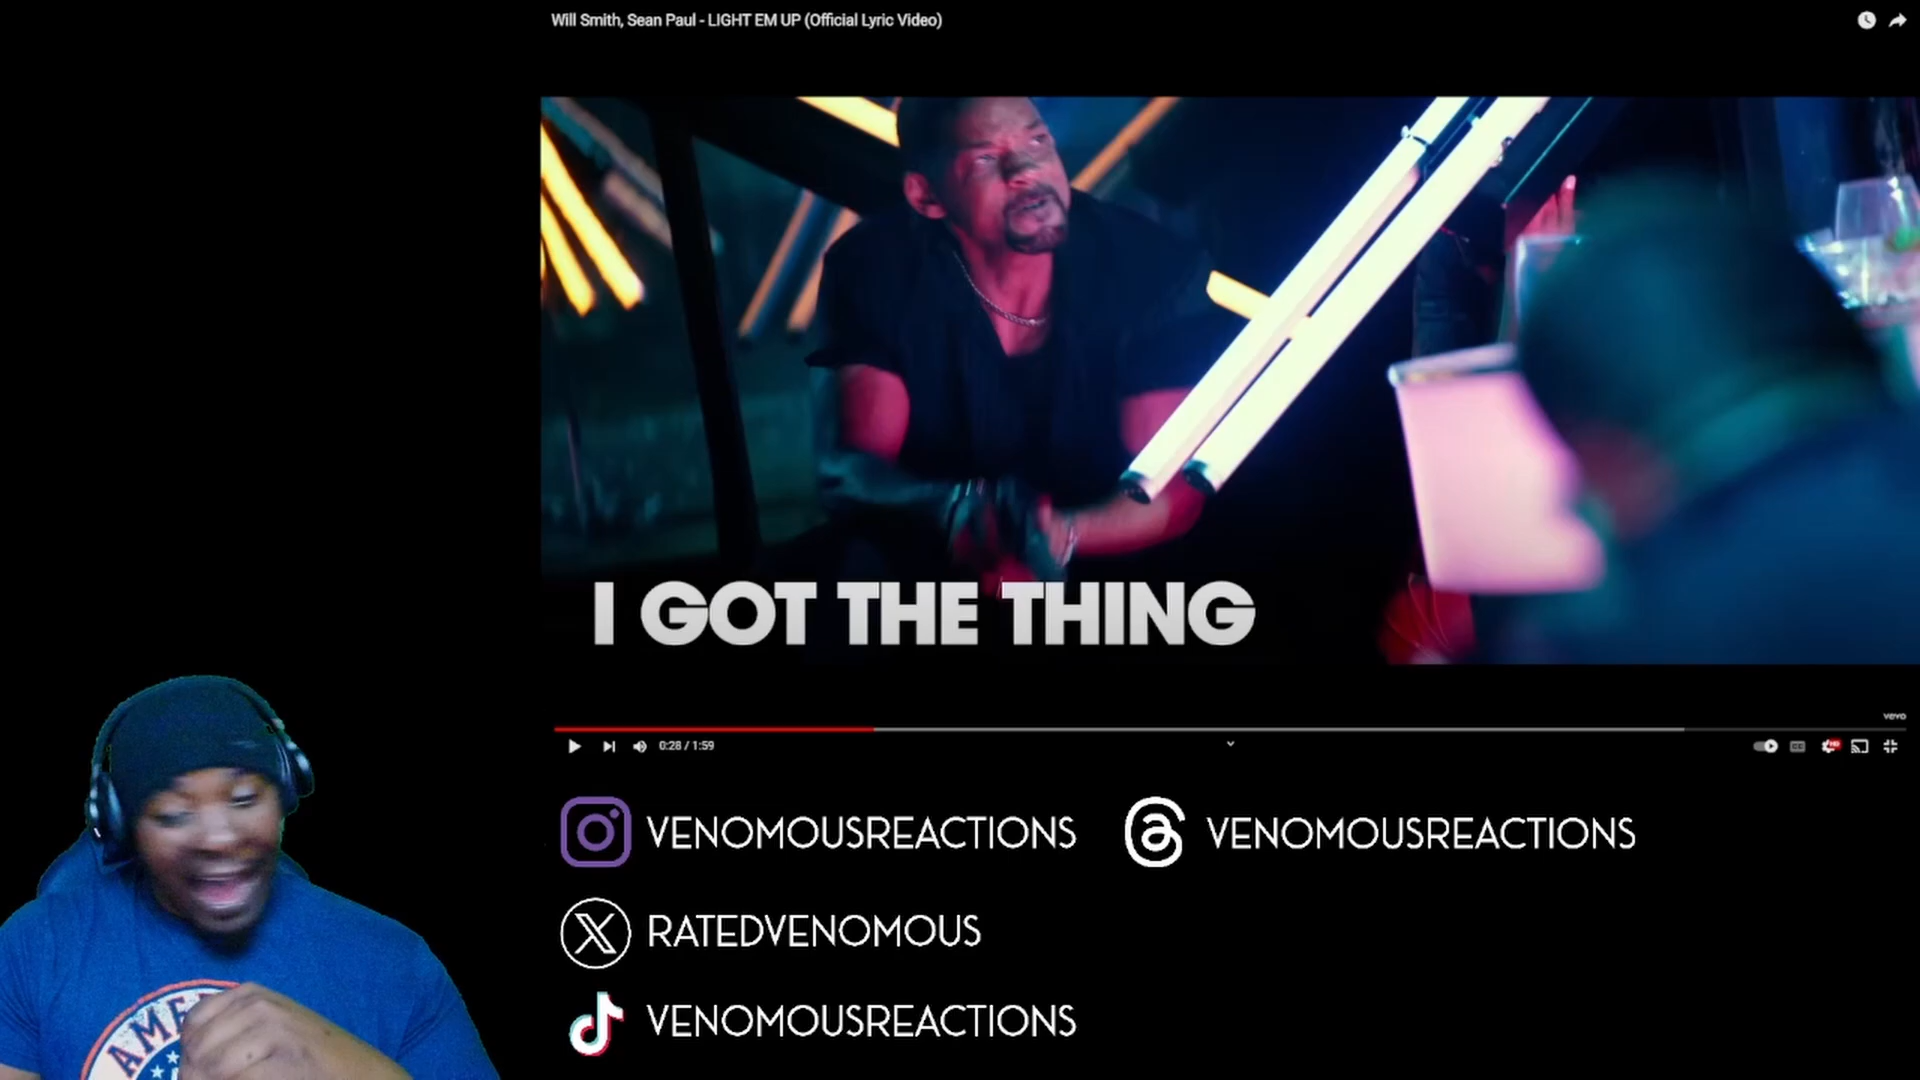 Will Smith, Sean Paul - LIGHT EM UP (Official Lyric Video)
I GOT THE THING
vevo
0:28 / 1:59
VENOMOUSREACTIONS
VENOMOUSREACTIONS
RATEDVENOMOUS
VENOMOUSREACTIONS